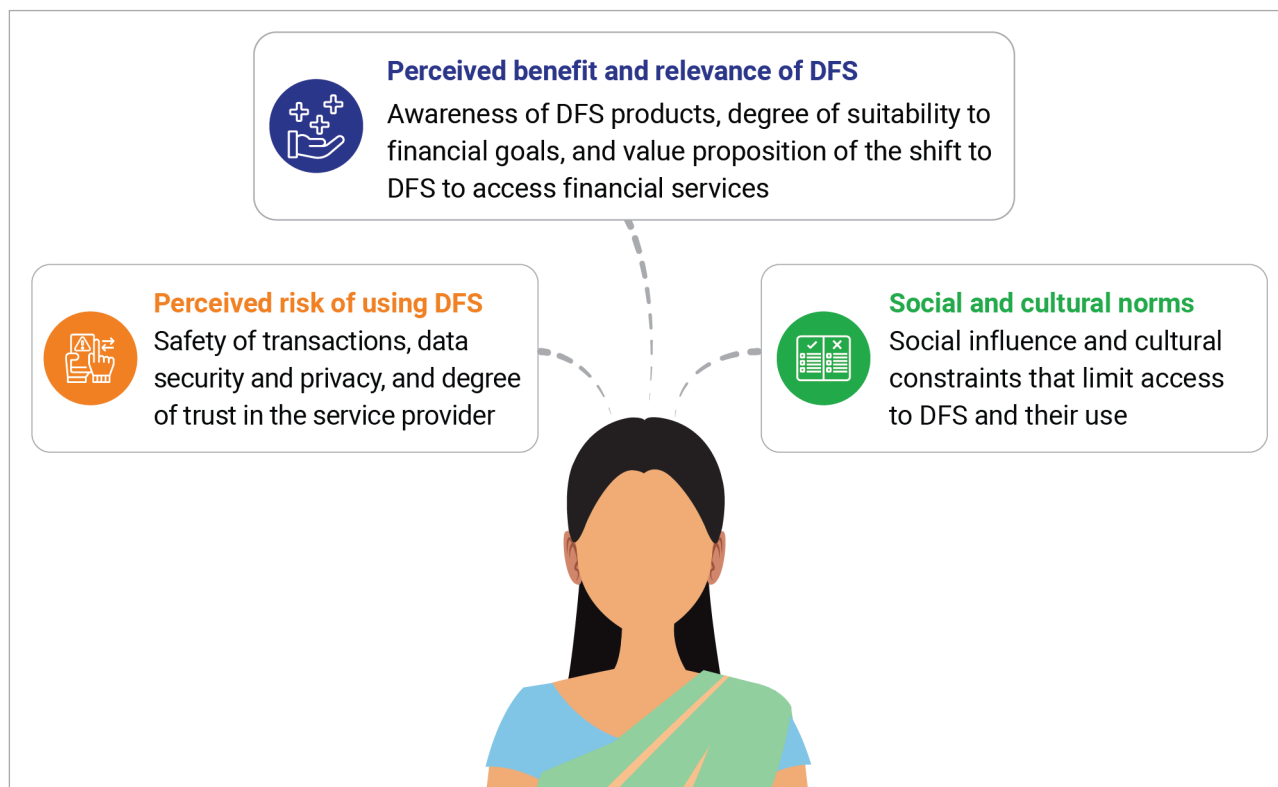 Perceived benefit and relevance of DFS
Awareness of DFS products, degree of suitability to
financial goals, and value proposition of the shift to
DFS to access financial services
Perceived risk of using DFS
Safety of transactions, data
security and privacy, and degree
of trust in the service provider
Social and cultural norms
Social influence and cultural
constraints that limit access
to DFS and their use